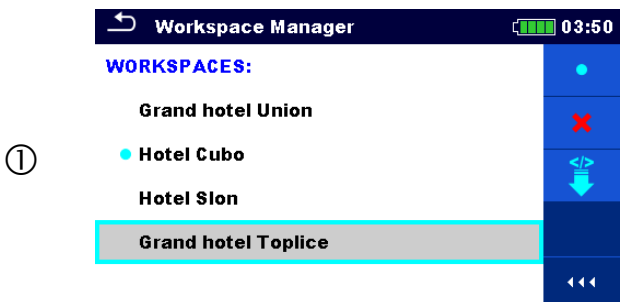 Workspace Manager 03:50
WORKSPACES:
Grand hotel Union
Hotel Cubo
Hotel Slon
Grand hotel Toplice
①
</>